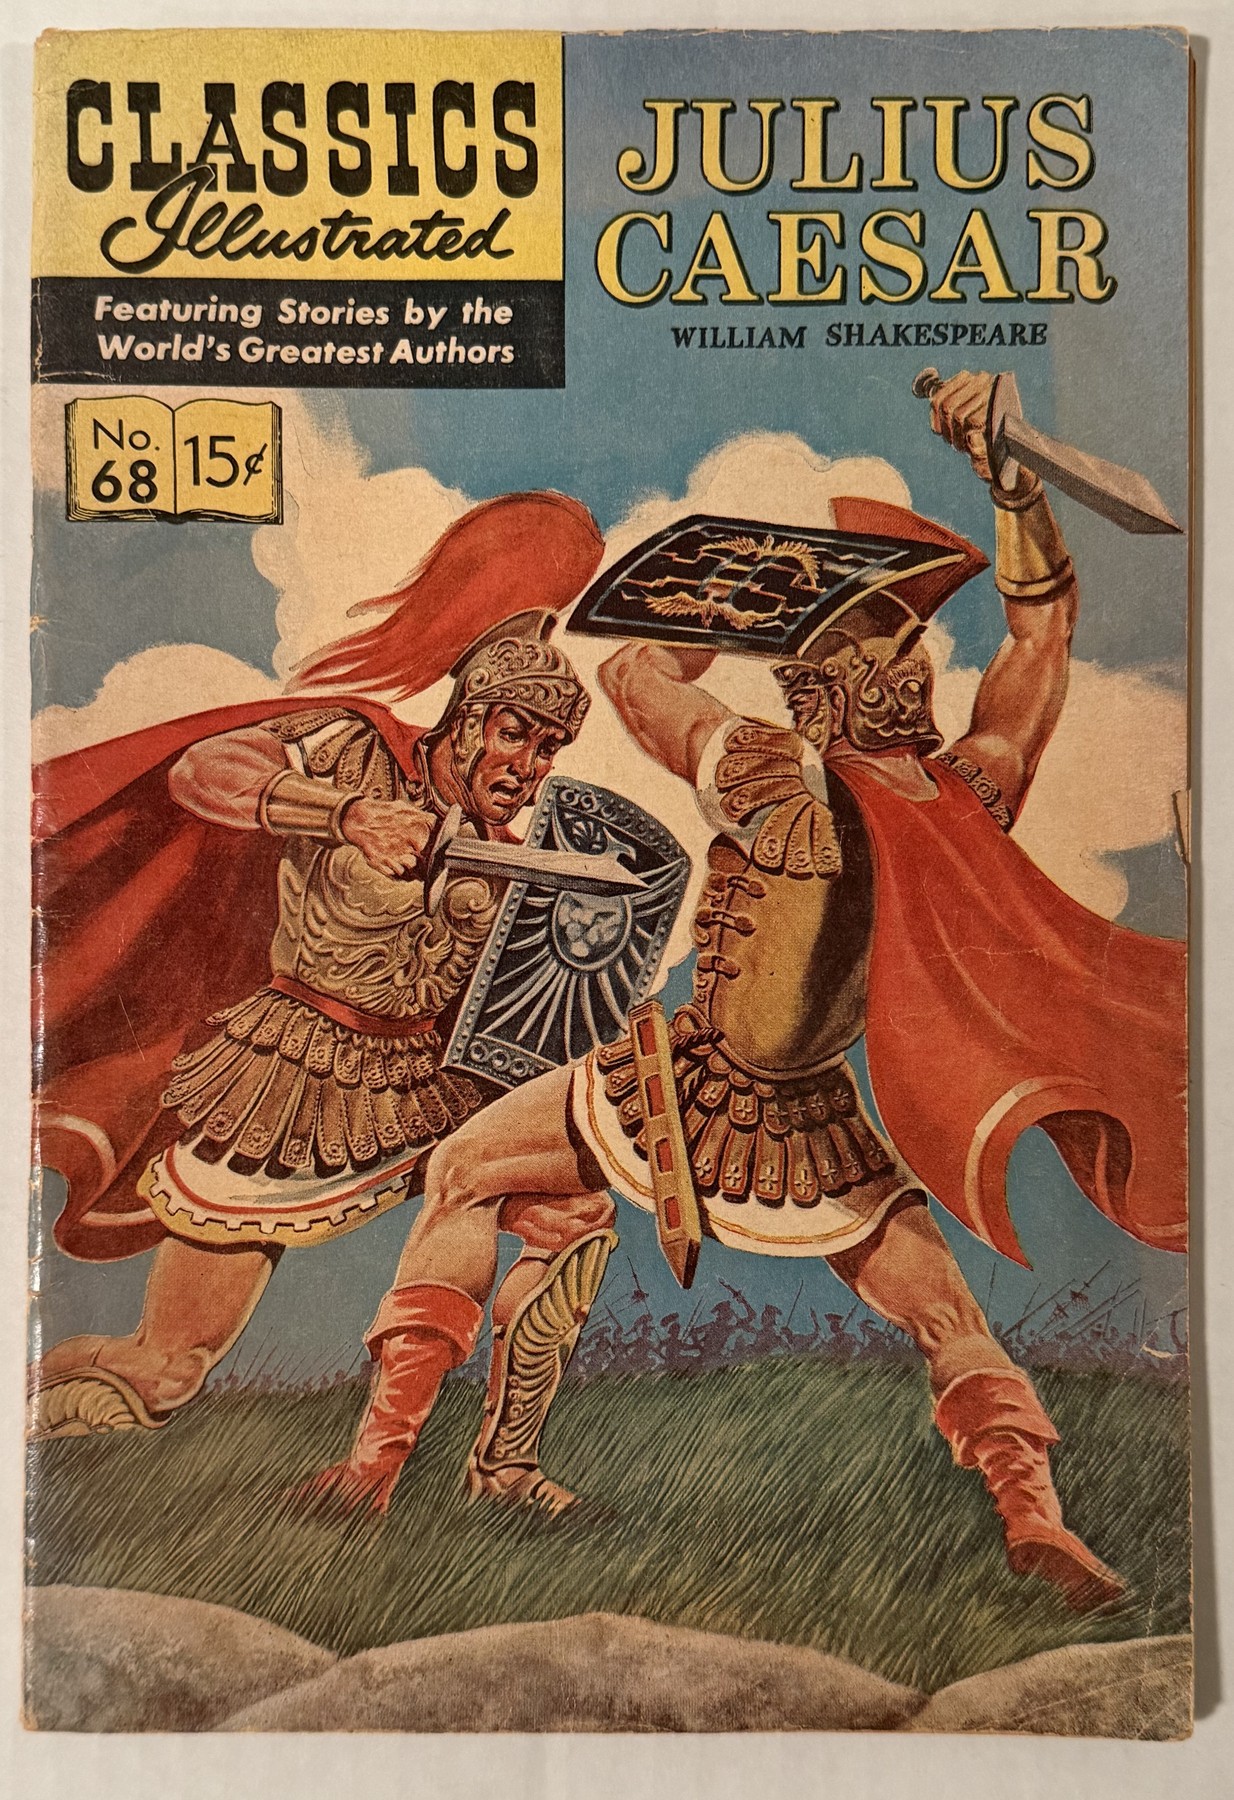 CLASSICS
Illustrated
Featuring Stories by the
World's Greatest Authors
No.
68
15¢
JULIUS
CAESAR
WILLIAM SHAKESPEARE